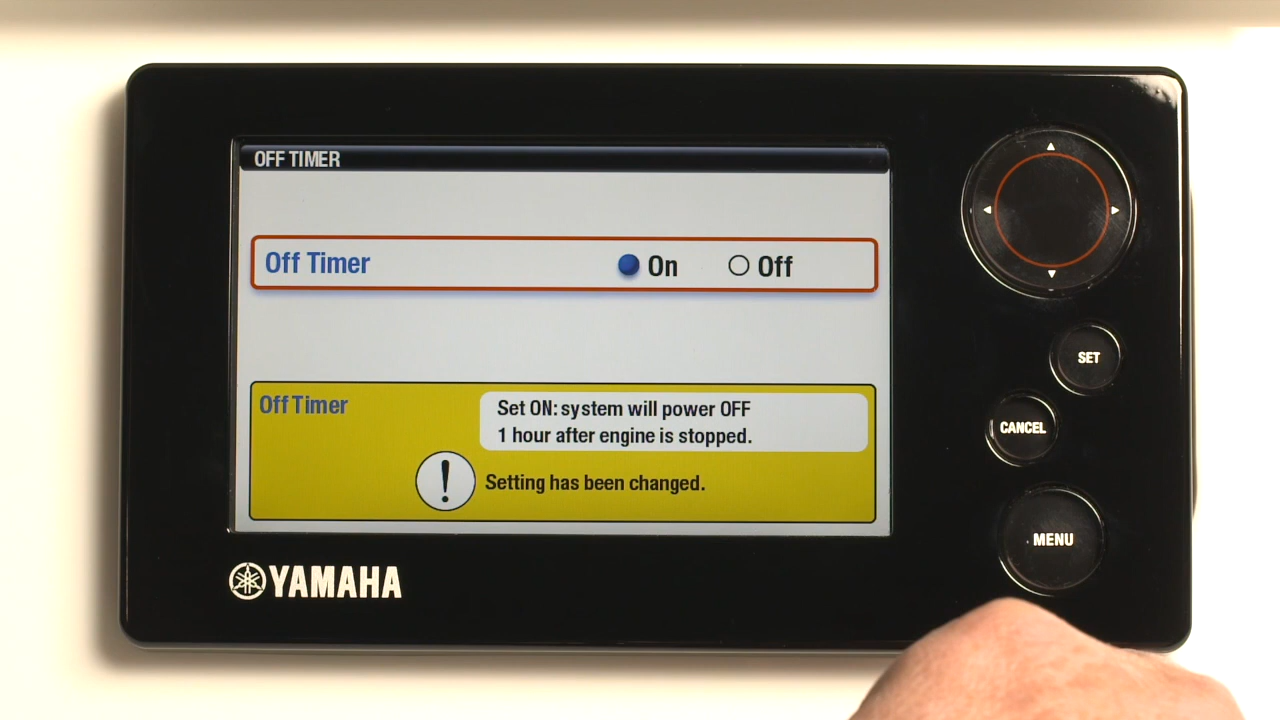 OFF TIMER
Off Timer On Off
Off Timer
Set ON: system will power OFF
1 hour after engine is stopped.
! Setting has been changed.
SET
CANCEL
MENU
YAMAHA